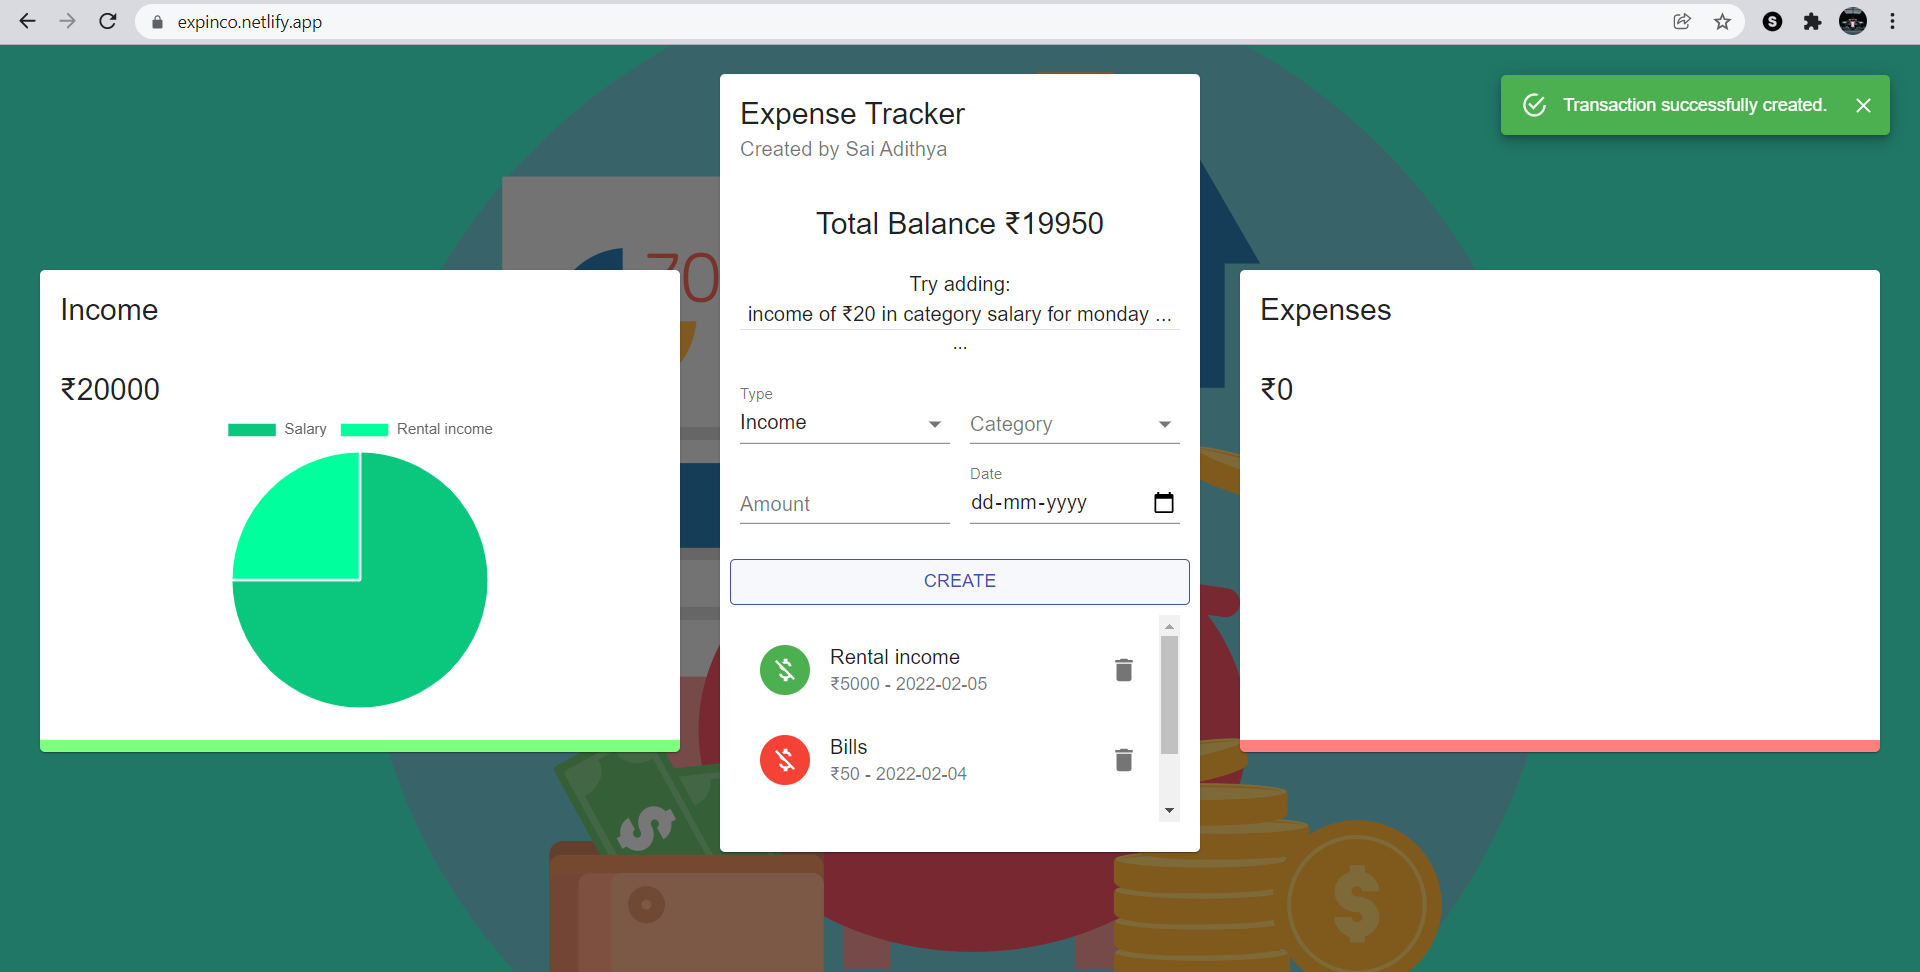 expinco.netlify.app
S
Transaction successfully created.
Expense Tracker
Created by Sai Adithya
Total Balance ₹19950
Try adding:
income of ₹20 in category salary for monday ...
...
Type
Income
Category
Amount
Date
dd-mm-yyyy
CREATE
Rental income
₹5000 - 2022-02-05
Bills
₹50 - 2022-02-04
Income
₹20000
Salary
Rental income
Expenses
₹0
70
$
$